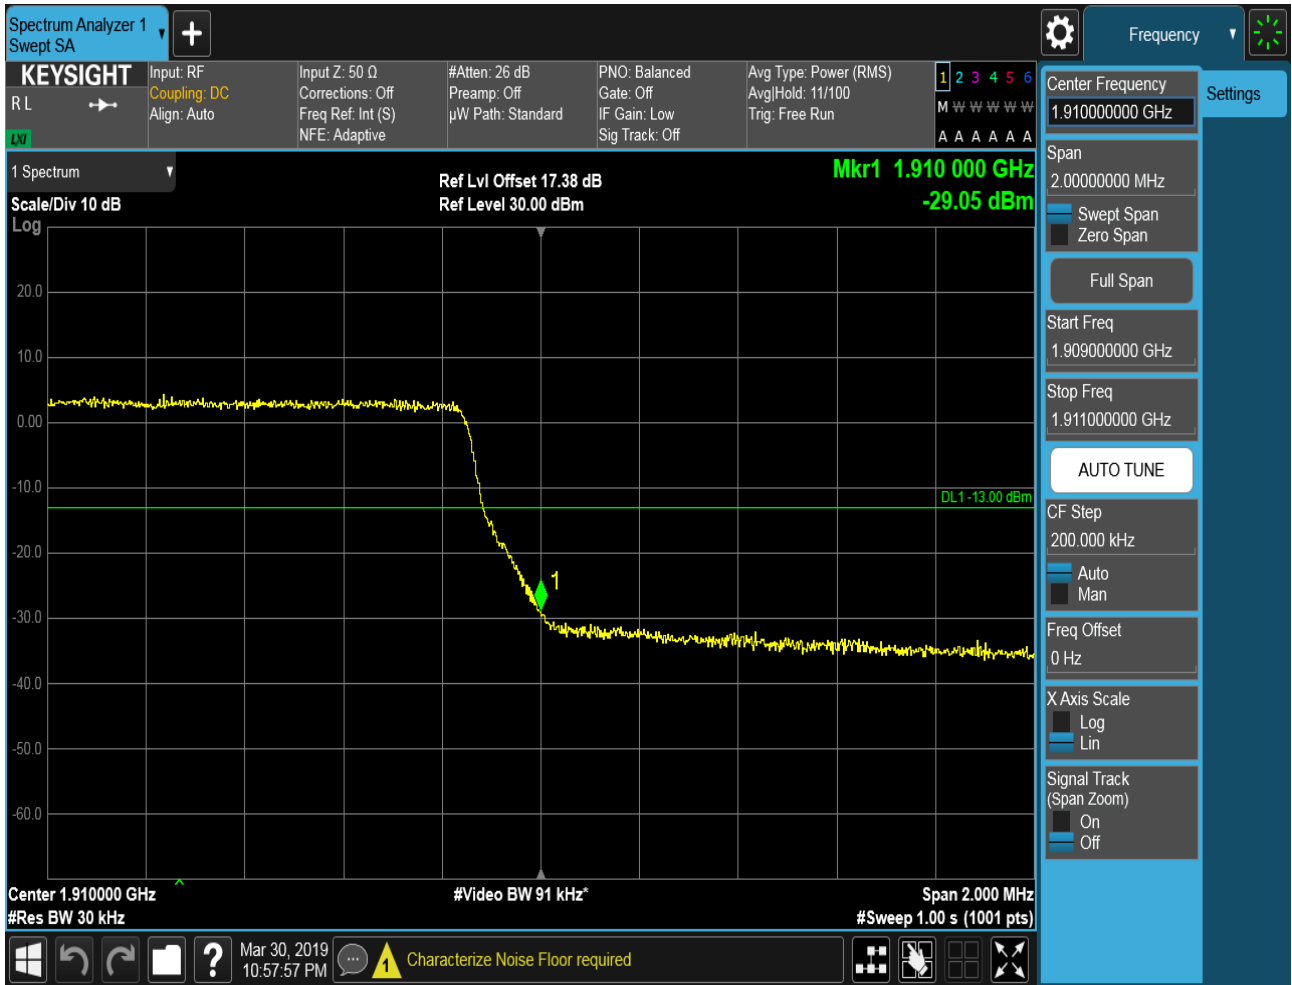 Spectrum Analyzer 1
Swept SA
Frequency
KEYSIGHT
R L
LXI
Input: RF
Coupling: DC
Align: Auto
Input Z: 50 Ω
Corrections: Off
Freq Ref: Int (S)
NFE: Adaptive
#Atten: 26 dB
Preamp: Off
µW Path: Standard
PNO: Balanced
Gate: Off
IF Gain: Low
Sig Track: Off
Avg Type: Power (RMS)
Avg|Hold: 11/100
Trig: Free Run
1 2 3 4 5 6
M W W W W W
A A A A A A
1 Spectrum
Scale/Div 10 dB
Log
Ref Lvl Offset 17.38 dB
Ref Level 30.00 dBm
Mkr1 1.910 000 GHz
-29.05 dBm
20.0
10.0
0.00
-10.0
-20.0
-30.0
-40.0
-50.0
-60.0
DL1 -13.00 dBm
1
Center 1.910000 GHz
#Res BW 30 kHz
#Video BW 91 kHz*
Span 2.000 MHz
#Sweep 1.00 s (1001 pts)
Center Frequency
1.910000000 GHz
Settings
Span
2.00000000 MHz
Swept Span
Zero Span
Full Span
Start Freq
1.909000000 GHz
Stop Freq
1.911000000 GHz
AUTO TUNE
CF Step
200.000 kHz
Auto
Man
Freq Offset
0 Hz
X Axis Scale
Log
Lin
Signal Track
(Span Zoom)
On
Off
?
Mar 30, 2019
10:57:57 PM
1
Characterize Noise Floor required